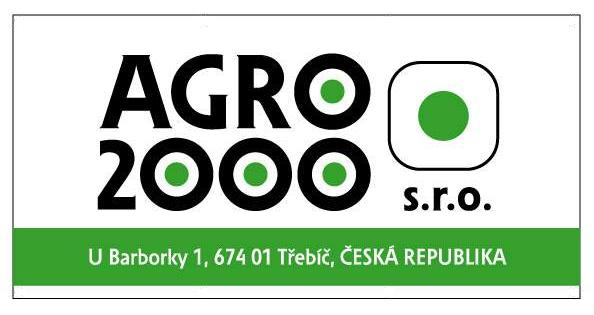 AGRO
2000
s.r.o.
U Barborky 1, 674 01 Třebíč, ČESKÁ REPUBLIKA